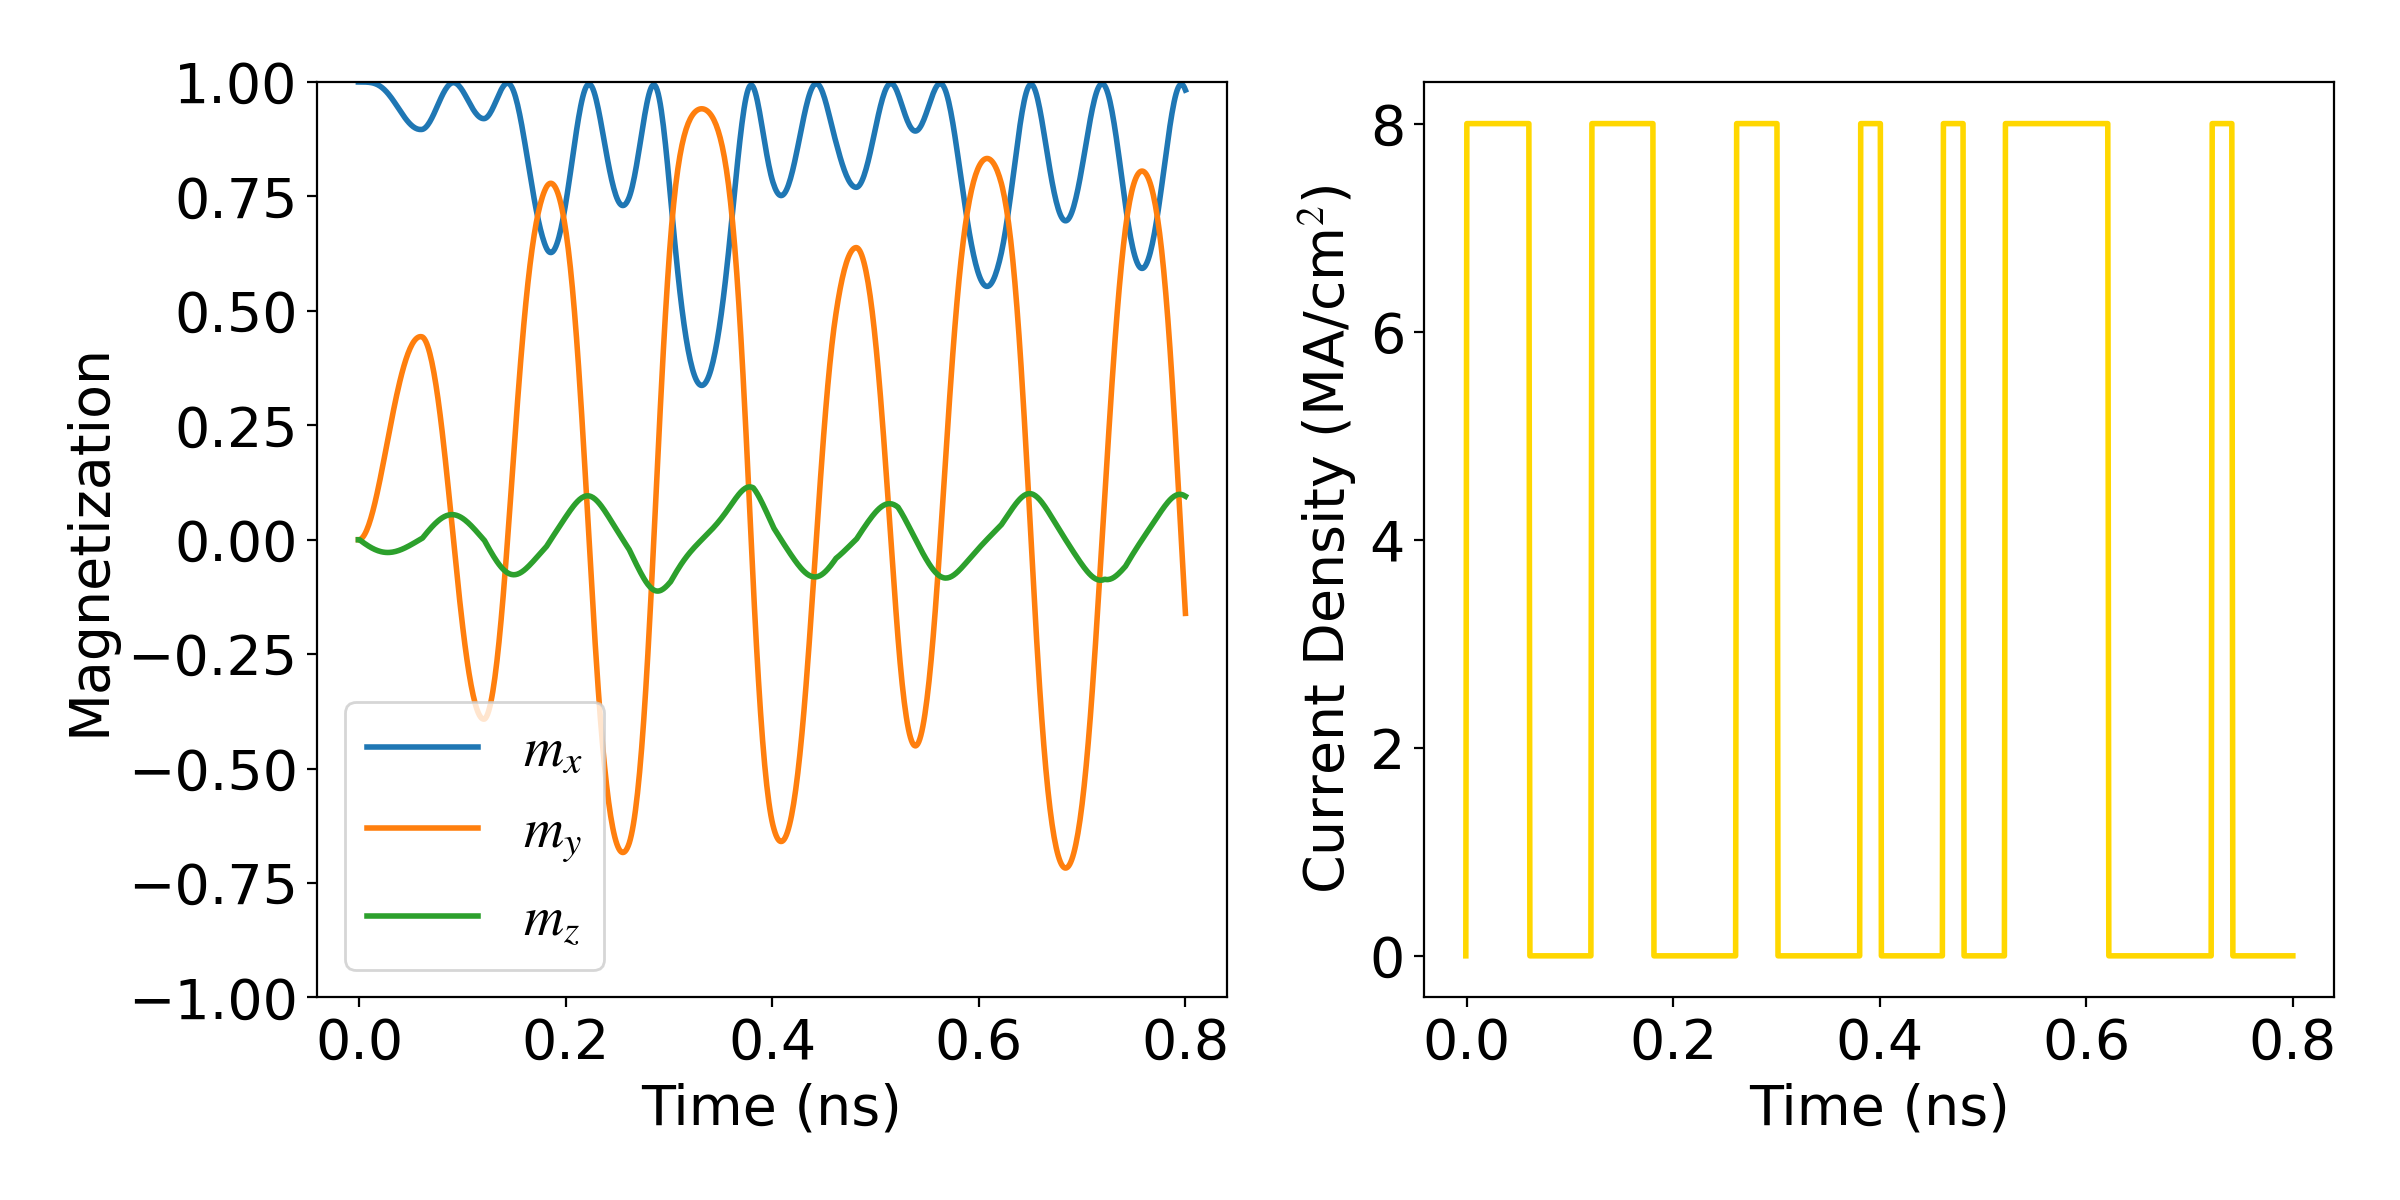 Magnetization
1.00
0.75
0.50
0.25
0.00
−0.25
−0.50
−0.75
−1.00
m_x
m_y
m_z
0.0 0.2 0.4 0.6 0.8
Time (ns)
Current Density (MA/cm²)
8
6
4
2
0
0.0 0.2 0.4 0.6 0.8
Time (ns)